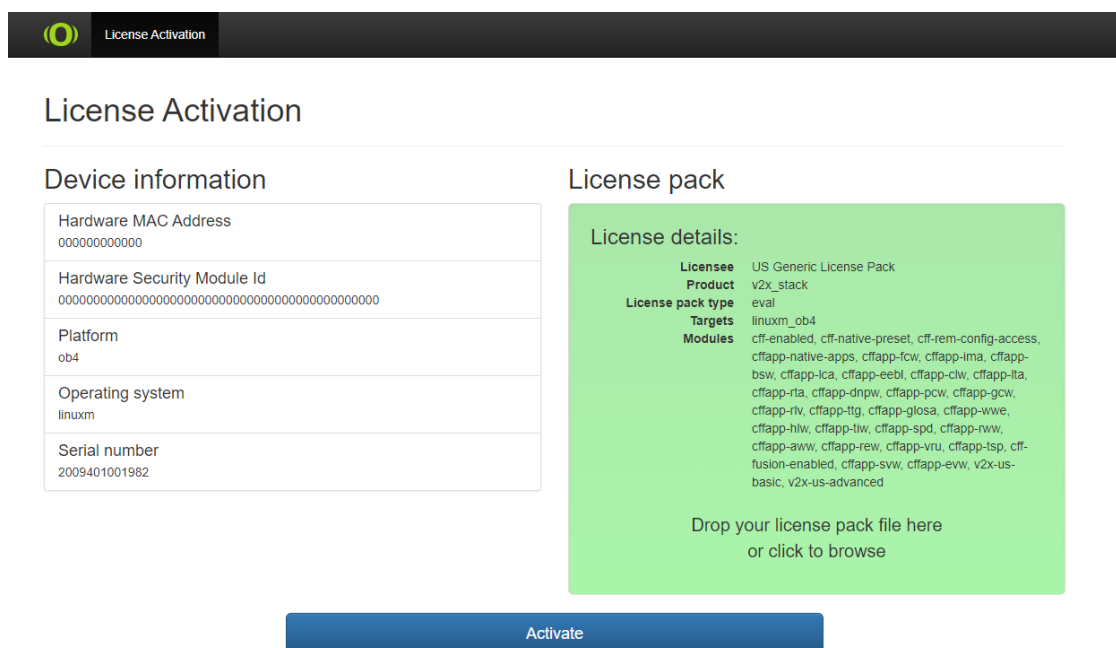 (O) License Activation
License Activation
Device information
Hardware MAC Address
000000000000
Hardware Security Module Id
000000000000000000000000000000000000000000000000
Platform
ob4
Operating system
linuxm
Serial number
2009401001982
License pack
License details:
Licensee US Generic License Pack
Product v2x_stack
License pack type eval
Targets linuxm_ob4
Modules cff-enabled, cff-native-preset, cff-rem-config-access,
cffapp-native-apps, cffapp-fcw, cffapp-ima, cffapp-
bsw, cffapp-lca, cffapp-eebl, cffapp-clw, cffapp-lta,
cffapp-rta, cffapp-dnpw, cffapp-pcw, cffapp-gcw,
cffapp-rlv, cffapp-ttg, cffapp-glosa, cffapp-wwe,
cffapp-hlw, cffapp-tiw, cffapp-spd, cffapp-rww,
cffapp-aww, cffapp-rew, cffapp-vru, cffapp-tsp, cff-
fusion-enabled, cffapp-svw, cffapp-evw, v2x-us-
basic, v2x-us-advanced
Drop your license pack file here
or click to browse
Activate